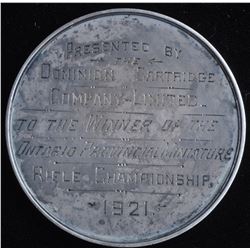 PRESENTED BY
THE
DOMINION CARTRIDGE
COMPANY LIMITED
TO THE WINNER OF THE
ONTARIO PROVINCIAL MINIATURE
RIFLE CHAMPIONSHIP.
1921